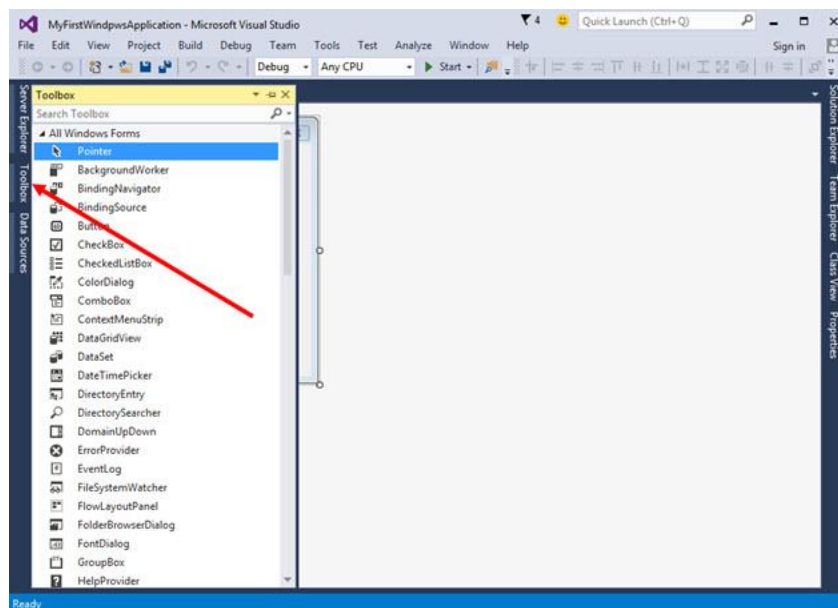 MyFirstWindpwsApplication - Microsoft Visual Studio
4
Quick Launch (Ctrl+Q)
File Edit View Project Build Debug Team Tools Test Analyze Window Help
Sign in
Debug Any CPU Start
Server Explorer
Toolbox
Data Sources
Toolbox
Search Toolbox
All Windows Forms
Pointer
BackgroundWorker
BindingNavigator
BindingSource
Button
CheckBox
CheckedListBox
ColorDialog
ComboBox
ContextMenuStrip
DataGridView
DataSet
DateTimePicker
DirectoryEntry
DirectorySearcher
DomainUpDown
ErrorProvider
EventLog
FileSystemWatcher
FlowLayoutPanel
FolderBrowserDialog
FontDialog
GroupBox
HelpProvider
Solution Explorer
Team Explorer
Class View
Properties
Ready